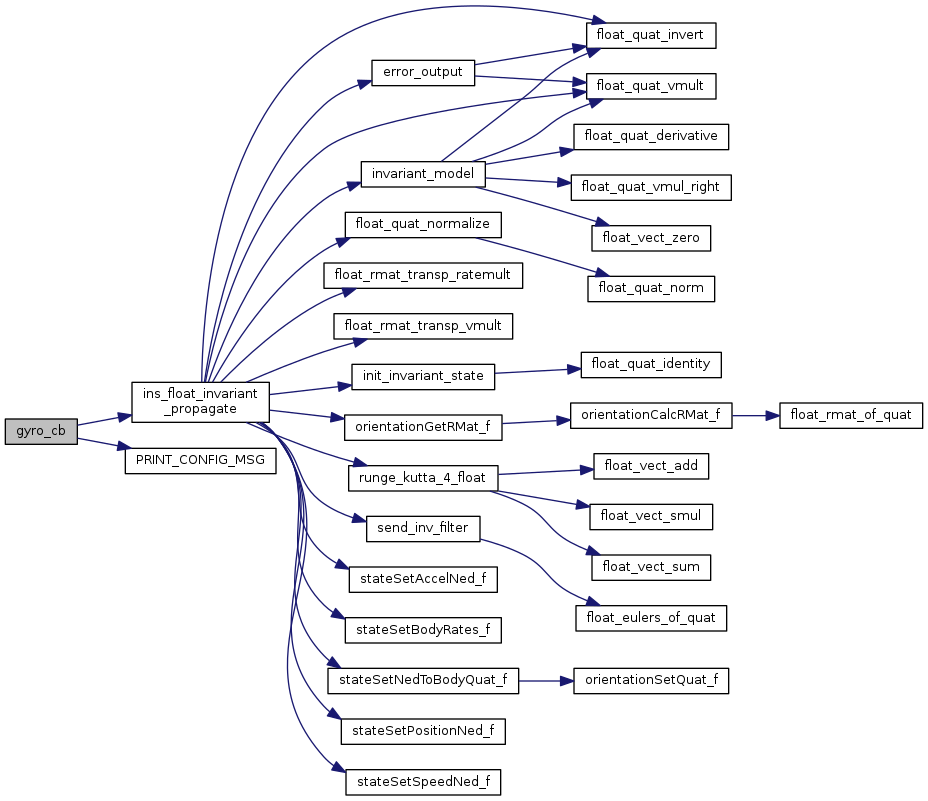 gyro_cb
ins_float_invariant
_propagate
PRINT_CONFIG_MSG
error_output
invariant_model
float_quat_normalize
float_rmat_transp_ratemult
float_rmat_transp_vmult
init_invariant_state
orientationGetRMat_f
runge_kutta_4_float
send_inv_filter
stateSetAccelNed_f
stateSetBodyRates_f
stateSetNedToBodyQuat_f
stateSetPositionNed_f
stateSetSpeedNed_f
float_quat_invert
float_quat_vmult
float_quat_derivative
float_quat_vmul_right
float_vect_zero
float_quat_norm
float_quat_identity
orientationCalcRMat_f
float_vect_add
float_vect_smul
float_vect_sum
float_eulers_of_quat
orientationSetQuat_f
float_rmat_of_quat